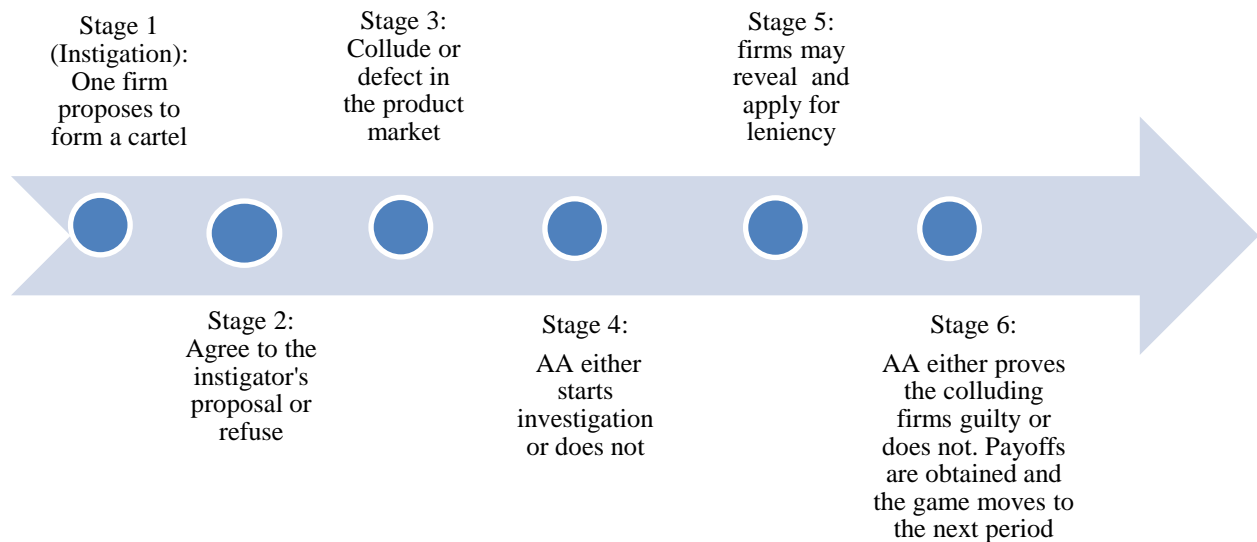 Stage 1
(Instigation):
One firm
proposes to
form a cartel
Stage 2:
Agree to the
instigator's
proposal or
refuse
Stage 3:
Collude or
defect in
the product
market
Stage 4:
AA either
starts
investigation
or does not
Stage 5:
firms may
reveal and
apply for
leniency
Stage 6:
AA either proves
the colluding
firms guilty or
does not. Payoffs
are obtained and
the game moves to
the next period